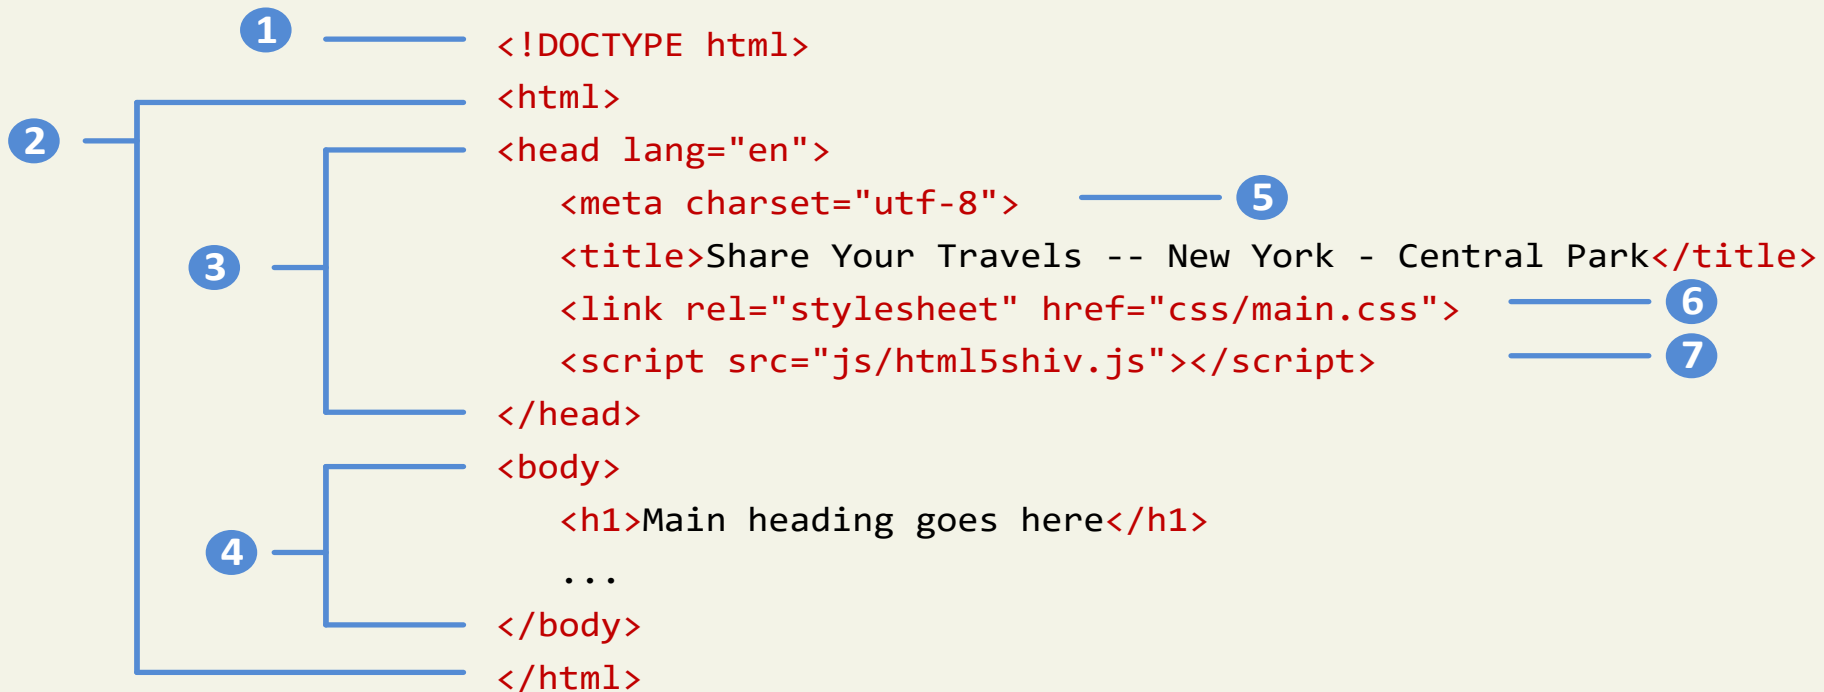 1 <!DOCTYPE html>
<html>
2 <head lang="en">
<meta charset="utf-8"> 5
3 <title>Share Your Travels -- New York - Central Park</title>
<link rel="stylesheet" href="css/main.css"> 6
<script src="js/html5shiv.js"></script> 7
</head>
<body>
<h1>Main heading goes here</h1>
4 ...
</body>
</html>